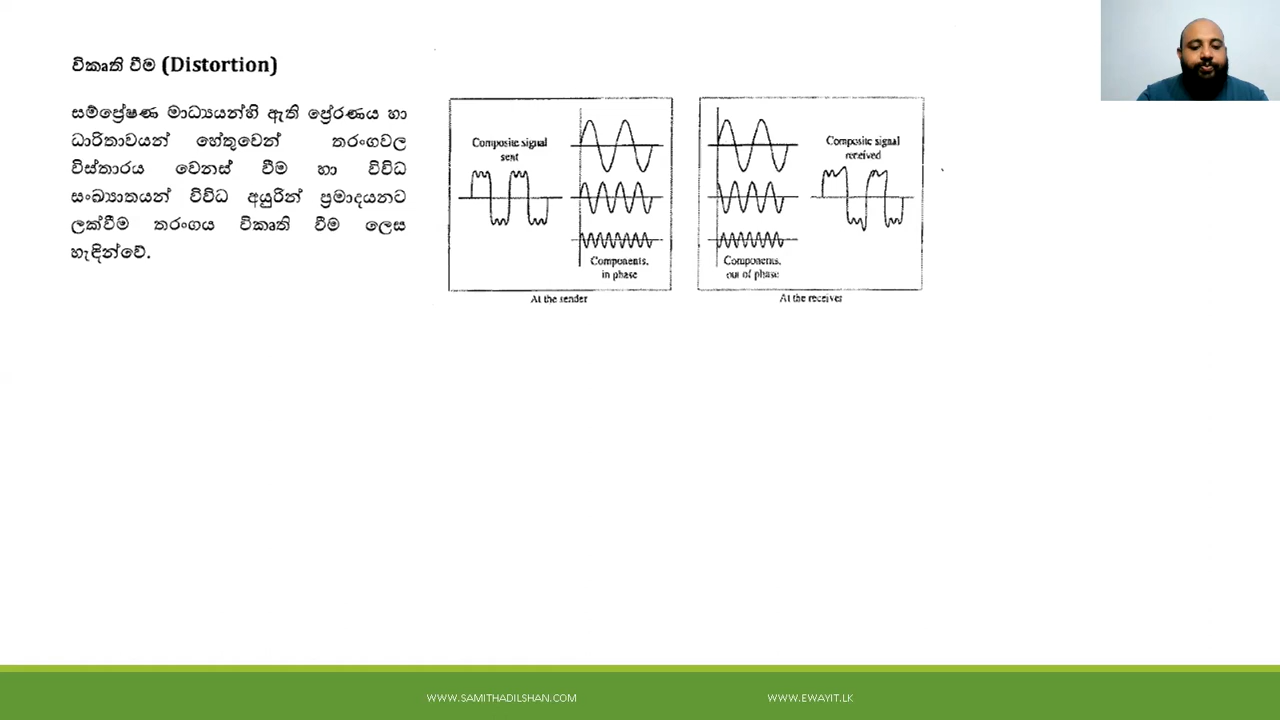 විකෘති වීම (Distortion)
සම්ප්‍රේෂණ මාධ්‍යයන්හි ඇති ප්‍රේරණය හා
ධාරිතාවයන් හේතුවෙන් තරංගවල
විස්තාරය වෙනස් වීම හා විවිධ
සංඛ්‍යාතයන් විවිධ අයුරින් ප්‍රමාදයනට
ලක්වීම තරංගය විකෘති වීම ලෙස
හැඳින්වේ.
Composite signal
sent
Components,
in phase
At the sender
Composite signal
received
Components,
out of phase
At the receiver
WWW.SAMITHADILSHAN.COM
WWW.EWAYIT.LK